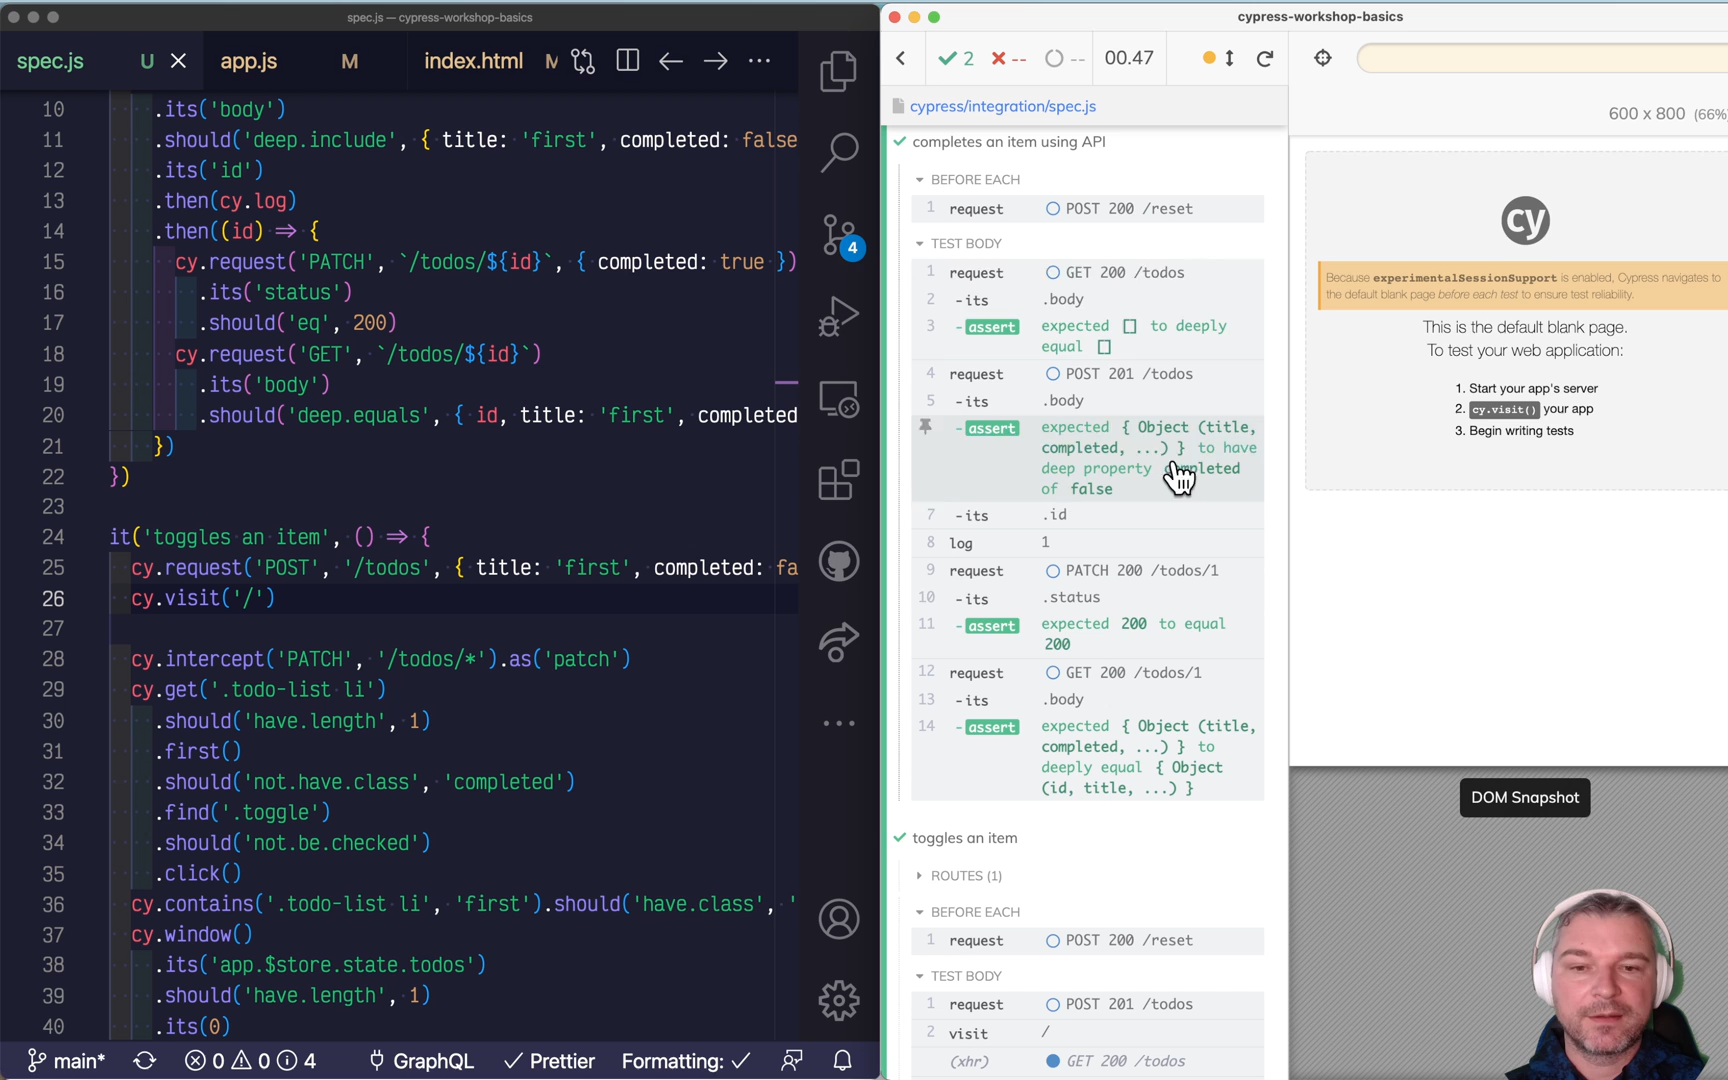 spec.js — cypress-workshop-basics
spec.js U
app.js M
index.html M
10 .its('body')
11 .should('deep.include', { title: 'first', completed: false
12 .its('id')
13 .then(cy.log)
14 .then((id) ⇒ {
15 cy.request('PATCH', `/todos/${id}`, { completed: true })
16 .its('status')
17 .should('eq', 200)
18 cy.request('GET', `/todos/${id}`)
19 .its('body')
20 .should('deep.equals', { id, title: 'first', completed
21 })
22 })
23
24 it('toggles an item', () ⇒ {
25 cy.request('POST', '/todos', { title: 'first', completed: fa
26 cy.visit('/')
27
28 cy.intercept('PATCH', '/todos/*').as('patch')
29 cy.get('.todo-list li')
30 .should('have.length', 1)
31 .first()
32 .should('not.have.class', 'completed')
33 .find('.toggle')
34 .should('not.be.checked')
35 .click()
36 cy.contains('.todo-list li', 'first').should('have.class', '
37 cy.window()
38 .its('app.$store.state.todos')
39 .should('have.length', 1)
40 .its(0)
4
main* 0 0 4 GraphQL Prettier Formatting:
cypress-workshop-basics
2 -- -- 00.47
cypress/integration/spec.js
completes an item using API
BEFORE EACH
1 request POST 200 /reset
TEST BODY
1 request GET 200 /todos
2 -its .body
3 -assert expected [] to deeply
equal []
4 request POST 201 /todos
5 -its .body
-assert expected { Object (title,
completed, ...) } to have
deep property completed
of false
7 -its .id
8 log 1
9 request PATCH 200 /todos/1
10 -its .status
11 -assert expected 200 to equal
200
12 request GET 200 /todos/1
13 -its .body
14 -assert expected { Object (title,
completed, ...) } to
deeply equal { Object
(id, title, ...) }
toggles an item
ROUTES (1)
BEFORE EACH
1 request POST 200 /reset
TEST BODY
1 request POST 201 /todos
2 visit /
(xhr) GET 200 /todos
600 x 800 (66%
cy
Because experimentalSessionSupport is enabled, Cypress navigates to
the default blank page before each test to ensure test reliability.
This is the default blank page.
To test your web application:
1. Start your app's server
2. cy.visit() your app
3. Begin writing tests
DOM Snapshot